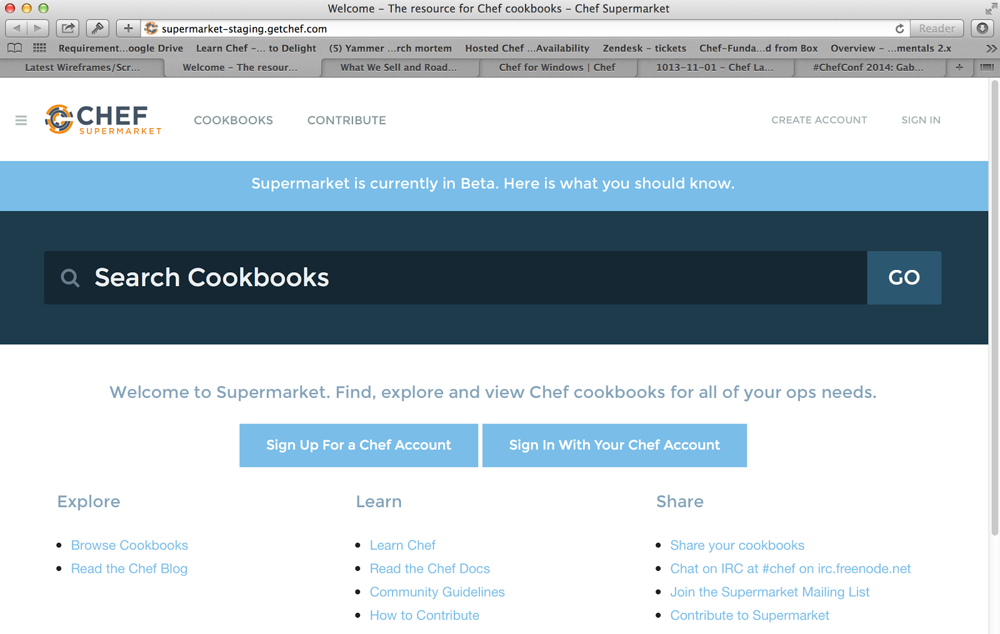 Welcome – The resource for Chef cookbooks – Chef Supermarket
supermarket-staging.getchef.com
Reader
Requirement...oogle Drive Learn Chef –... to Delight (5) Yammer ...rch mortem Hosted Chef ...Availability Zendesk – tickets Chef-Funda...d from Box Overview – ...mentals 2.x
Latest Wireframes/Scr... Welcome – The resour... What We Sell and Road... Chef for Windows | Chef 1013-11-01 – Chef La... #ChefConf 2014: Gab...
CHEF
SUPERMARKET
COOKBOOKS CONTRIBUTE CREATE ACCOUNT SIGN IN
Supermarket is currently in Beta. Here is what you should know.
Search Cookbooks GO
Welcome to Supermarket. Find, explore and view Chef cookbooks for all of your ops needs.
Sign Up For a Chef Account Sign In With Your Chef Account
Explore
Browse Cookbooks
Read the Chef Blog
Learn
Learn Chef
Read the Chef Docs
Community Guidelines
How to Contribute
Share
Share your cookbooks
Chat on IRC at #chef on irc.freenode.net
Join the Supermarket Mailing List
Contribute to Supermarket